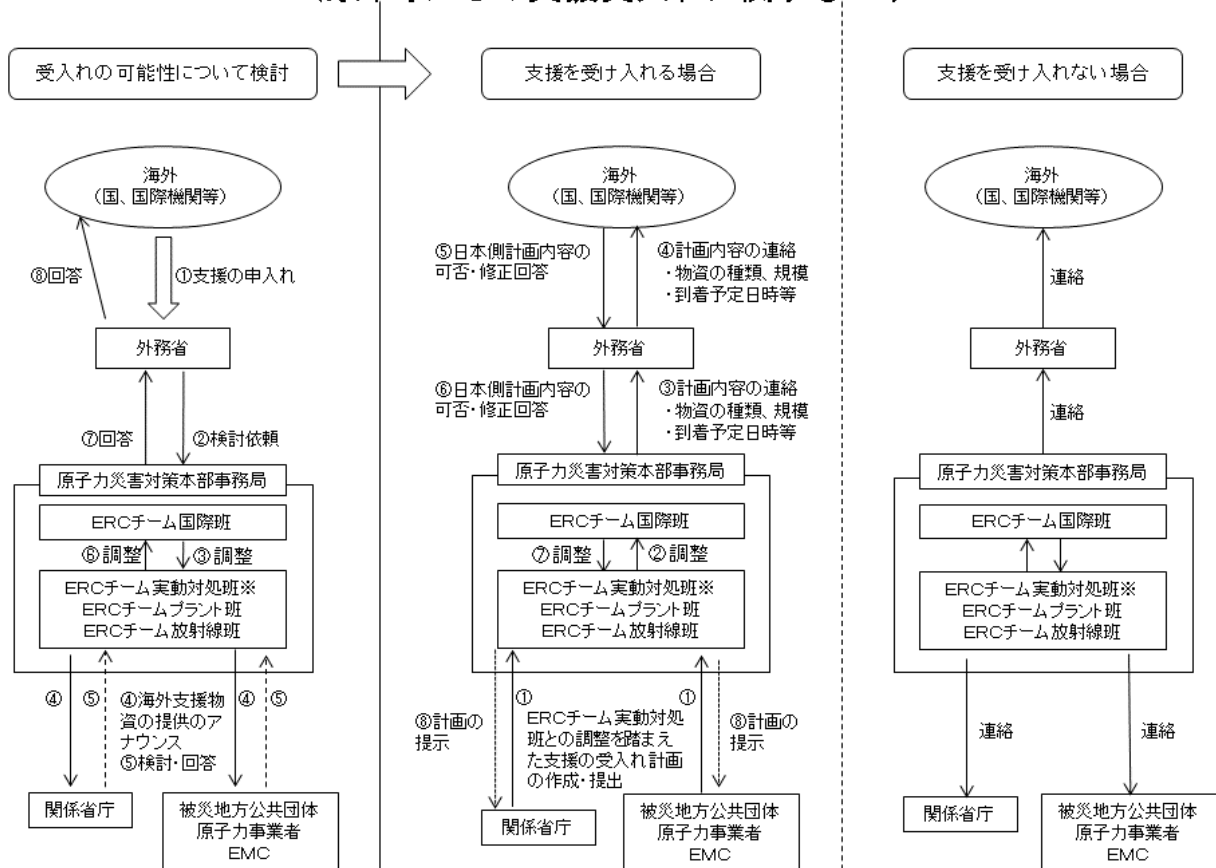 受入れの可能性について検討
海外
（国、国際機関等）
⑧回答
①支援の申入れ
外務省
⑦回答
②検討依頼
原子力災害対策本部事務局
ERCチーム国際班
⑥調整
③調整
ERCチーム実動対処班※
ERCチームプラント班
ERCチーム放射線班
④
⑤
④海外支援物
資の提供のア
ナウンス
⑤検討・回答
④
⑤
関係省庁
被災地方公共団体
原子力事業者
EMC
支援を受け入れる場合
海外
（国、国際機関等）
⑤日本側計画内容の
可否・修正回答
④計画内容の連絡
・物資の種類、規模
・到着予定日時等
外務省
⑥日本側計画内容の
可否・修正回答
③計画内容の連絡
・物資の種類、規模
・到着予定日時等
原子力災害対策本部事務局
ERCチーム国際班
⑦調整
②調整
ERCチーム実動対処班※
ERCチームプラント班
ERCチーム放射線班
⑧計画の
提示
①
ERCチーム実動対処
班との調整を踏まえ
た支援の受入れ計画
の作成・提出
①
⑧計画の
提示
関係省庁
被災地方公共団体
原子力事業者
EMC
支援を受け入れない場合
海外
（国、国際機関等）
連絡
外務省
連絡
原子力災害対策本部事務局
ERCチーム国際班
ERCチーム実動対処班※
ERCチームプラント班
ERCチーム放射線班
連絡
連絡
関係省庁
被災地方公共団体
原子力事業者
EMC